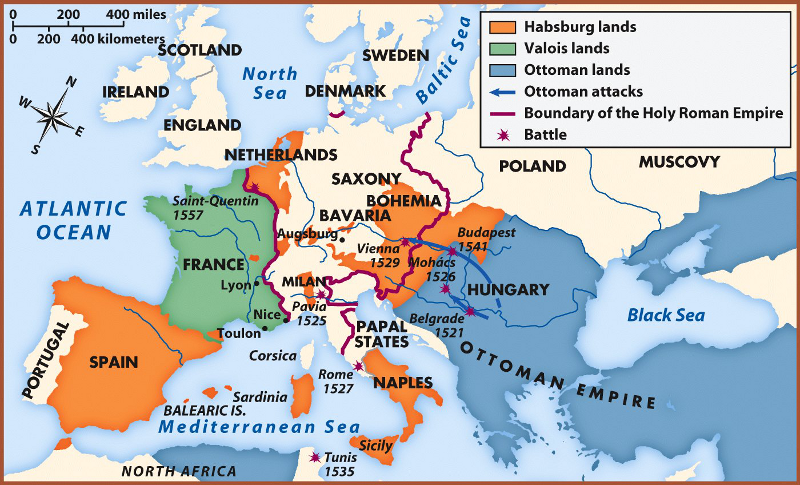 0 200 400 miles
0 200 400 kilometers
N
W
E
S
Habsburg lands
Valois lands
Ottoman lands
Ottoman attacks
Boundary of the Holy Roman Empire
Battle
SCOTLAND
North
Sea
SWEDEN
Baltic Sea
IRELAND
DENMARK
ENGLAND
NETHERLANDS
POLAND
MUSCOVY
SAXONY
Saint-Quentin
1557
BOHEMIA
BAVARIA
ATLANTIC
OCEAN
Augsburg
Vienna
1529
Budapest
1541
FRANCE
Mohács
1526
Lyon
MILAN
HUNGARY
Pavia
1525
Nice
Belgrade
1521
Black Sea
Toulon
PAPAL
STATES
PORTUGAL
SPAIN
Corsica
OTTOMAN EMPIRE
Rome
1527
NAPLES
Sardinia
BALEARIC IS.
Mediterranean Sea
Sicily
Tunis
1535
NORTH AFRICA